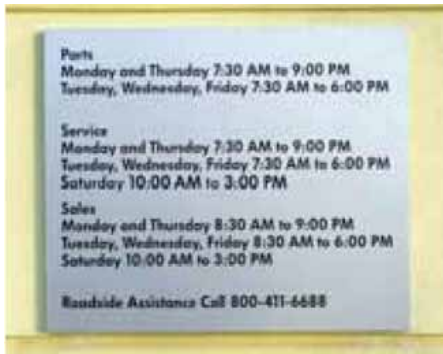 Parts
Monday and Thursday 7:30 AM to 9:00 PM
Tuesday, Wednesday, Friday 7:30 AM to 6:00 PM
Service
Monday and Thursday 7:30 AM to 9:00 PM
Tuesday, Wednesday, Friday 7:30 AM to 6:00 PM
Saturday 10:00 AM to 3:00 PM
Sales
Monday and Thursday 8:30 AM to 9:00 PM
Tuesday, Wednesday, Friday 8:30 AM to 6:00 PM
Saturday 10:00 AM to 3:00 PM
Roadside Assistance Call 800-411-6688